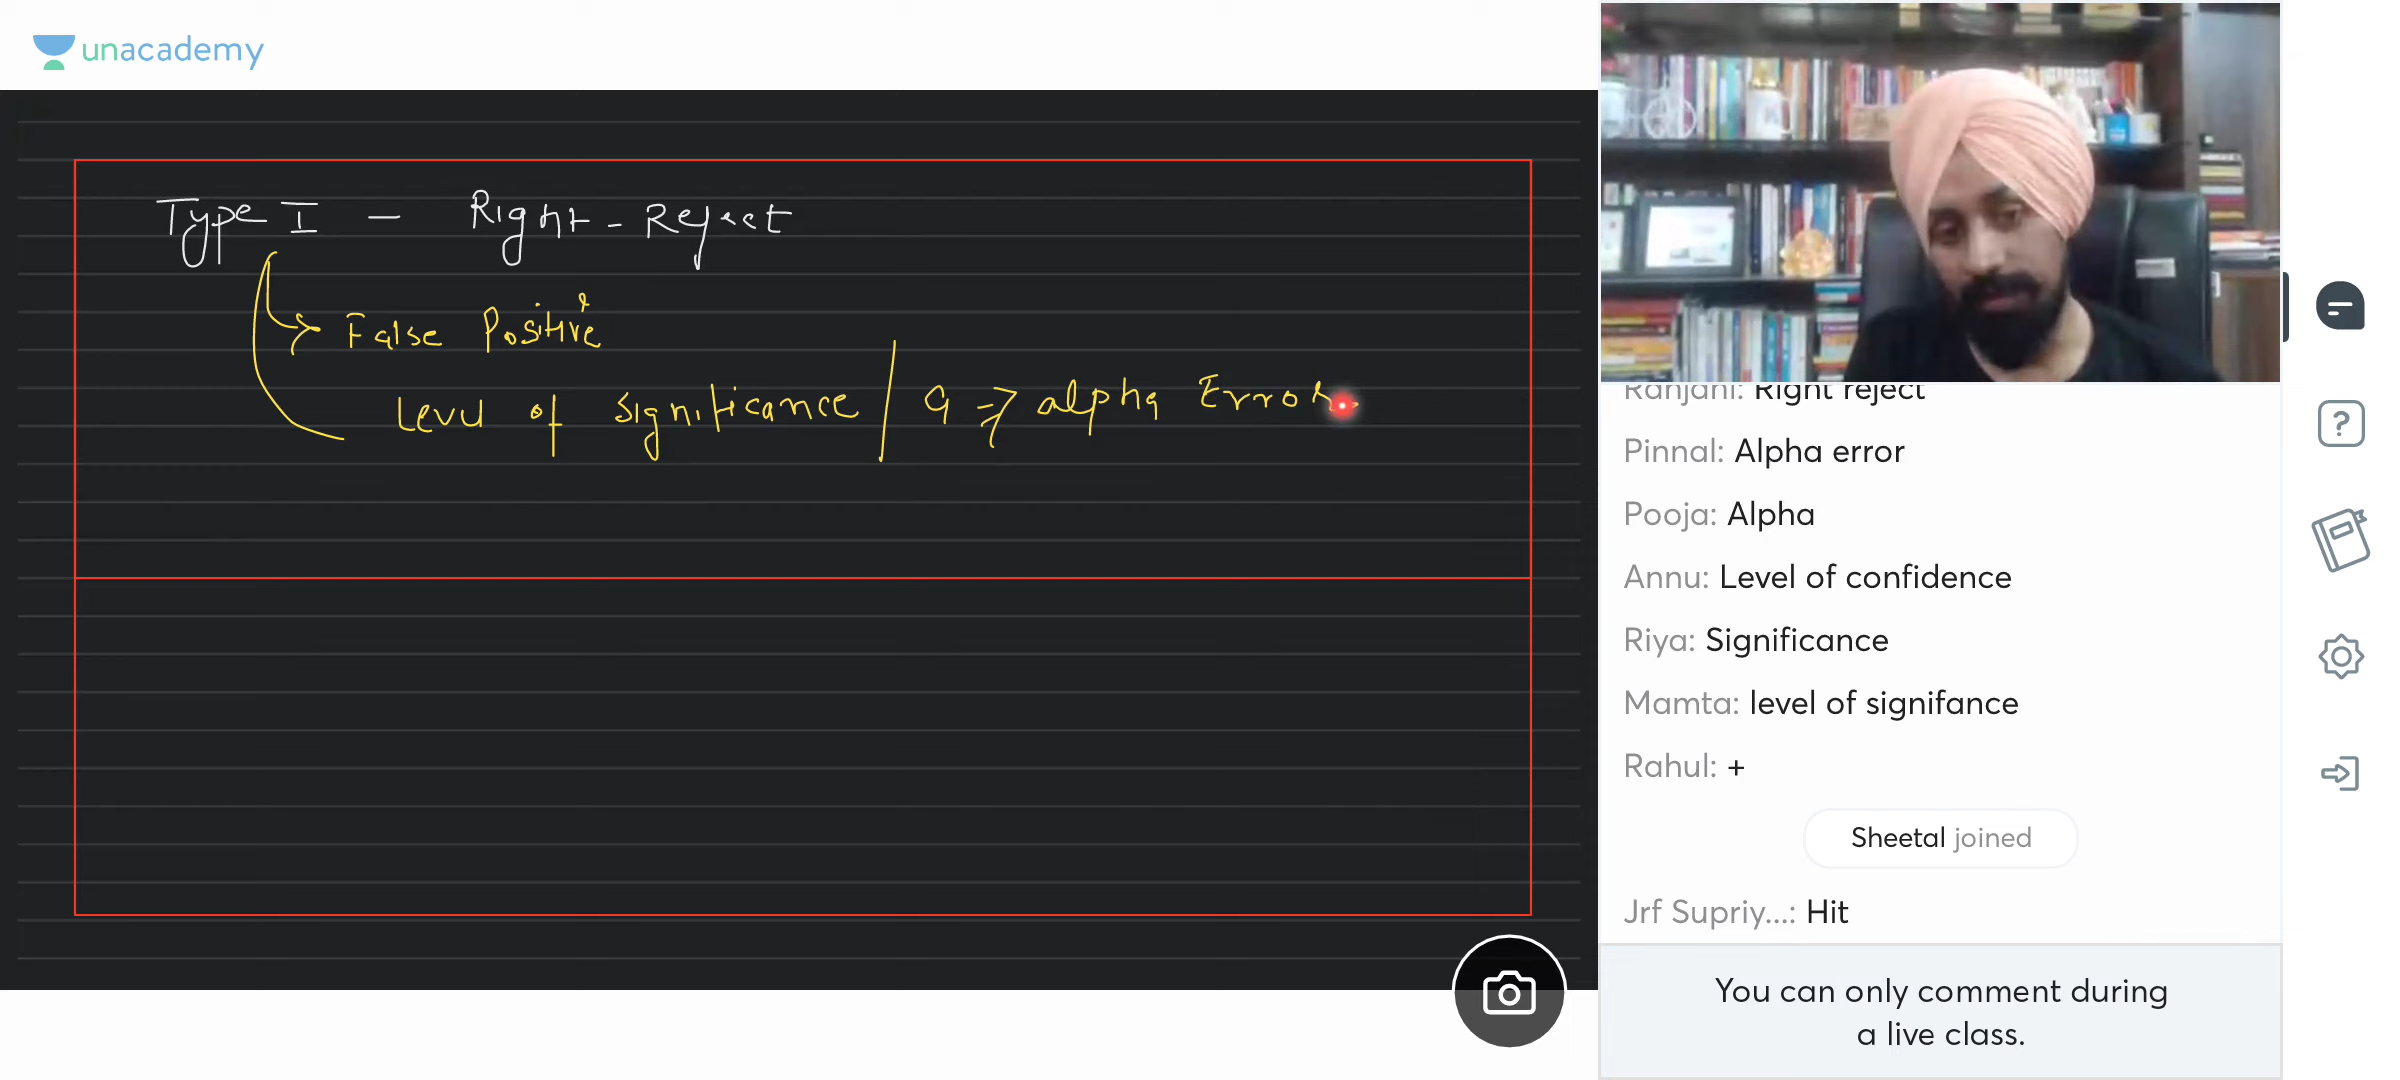 unacademy
Type I - Right - Reject
False Positive
Level of significance / a => alpha Error
Ranjani: Right reject
Pinnal: Alpha error
Pooja: Alpha
Annu: Level of confidence
Riya: Significance
Mamta: level of signifance
Rahul: +
Sheetal joined
Jrf Supriy...: Hit
You can only comment during
a live class.